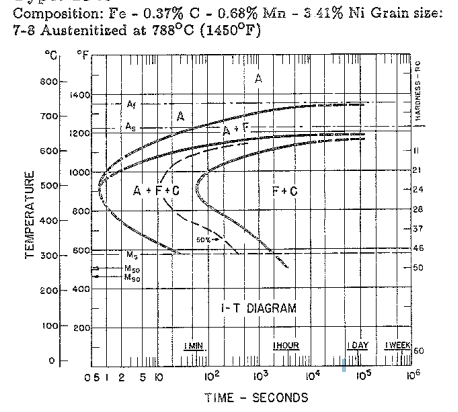 Composition: Fe - 0.37% C - 0.68% Mn - 3 41% Ni Grain size:
7-8 Austenitized at 788°C (1450°F)
°C °F
HARDNESS-RC
TEMPERATURE
800
700
600
500
400
300
200
100
0
1400
1200
1000
800
600
400
200
Af
As
Ms
M50
M90
A
A
A + F
A + F + C
F + C
50%
I-T DIAGRAM
1 MIN 1 HOUR 1 DAY 1 WEEK
11
21
24
28
37
46
50
60
0.5 1 2 5 10 10² 10³ 10⁴ 10⁵ 10⁶
TIME - SECONDS